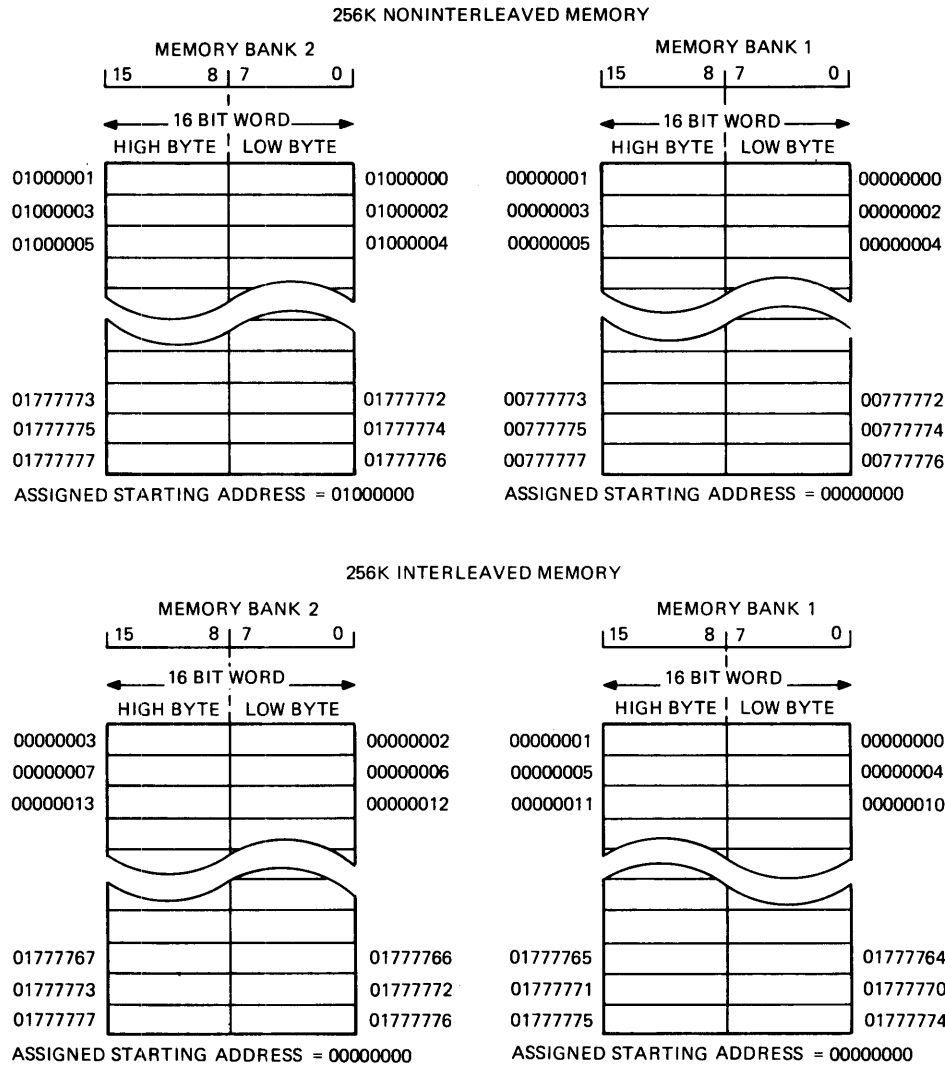 256K NONINTERLEAVED MEMORY
MEMORY BANK 2 MEMORY BANK 1
15 8 7 0 15 8 7 0
16 BIT WORD 16 BIT WORD
HIGH BYTE LOW BYTE HIGH BYTE LOW BYTE
01000001 01000000 00000001 00000000
01000003 01000002 00000003 00000002
01000005 01000004 00000005 00000004
01777773 01777772 00777773 00777772
01777775 01777774 00777775 00777774
01777777 01777776 00777777 00777776
ASSIGNED STARTING ADDRESS = 01000000 ASSIGNED STARTING ADDRESS = 00000000
256K INTERLEAVED MEMORY
MEMORY BANK 2 MEMORY BANK 1
15 8 7 0 15 8 7 0
16 BIT WORD 16 BIT WORD
HIGH BYTE LOW BYTE HIGH BYTE LOW BYTE
00000003 00000002 00000001 00000000
00000007 00000006 00000005 00000004
00000013 00000012 00000011 00000010
01777767 01777766 01777765 01777764
01777773 01777772 01777771 01777770
01777777 01777776 01777775 01777774
ASSIGNED STARTING ADDRESS = 00000000 ASSIGNED STARTING ADDRESS = 00000000